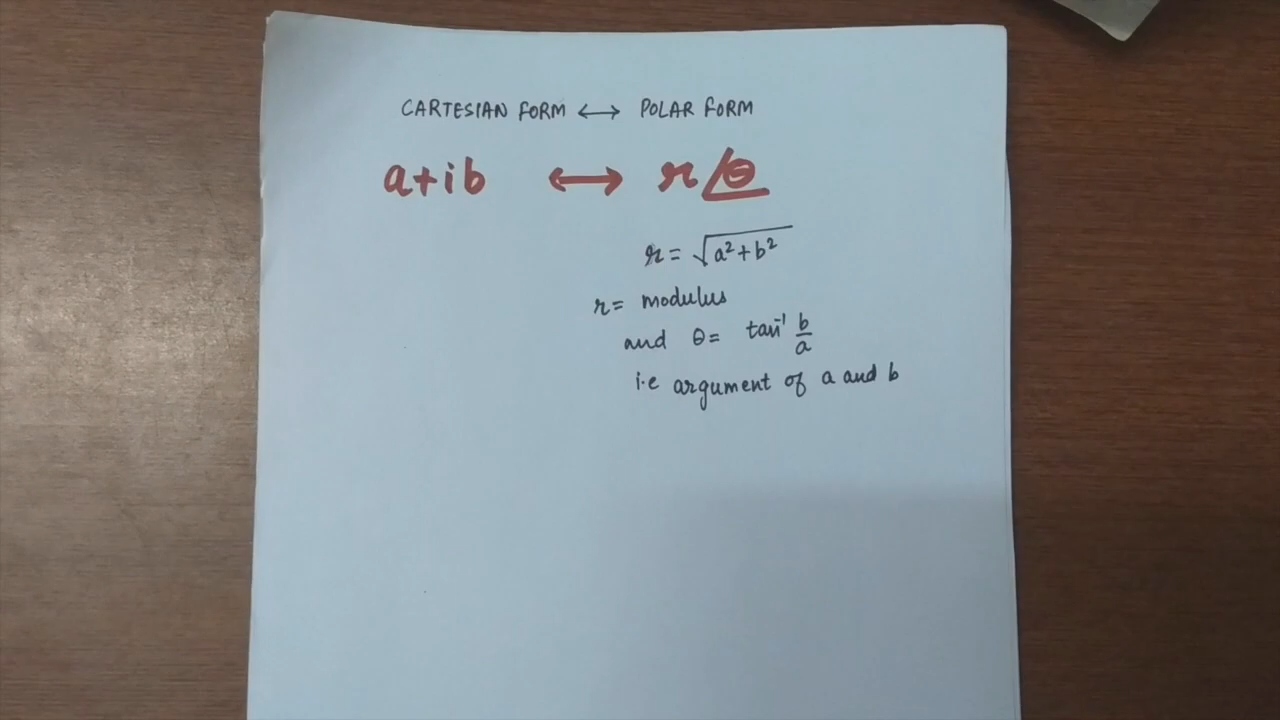 CARTESIAN FORM ↔ POLAR FORM
a+ib ↔ r∠θ
r = √a²+b²
r = modulus
and θ = tan⁻¹ b/a
i.e argument of a and b